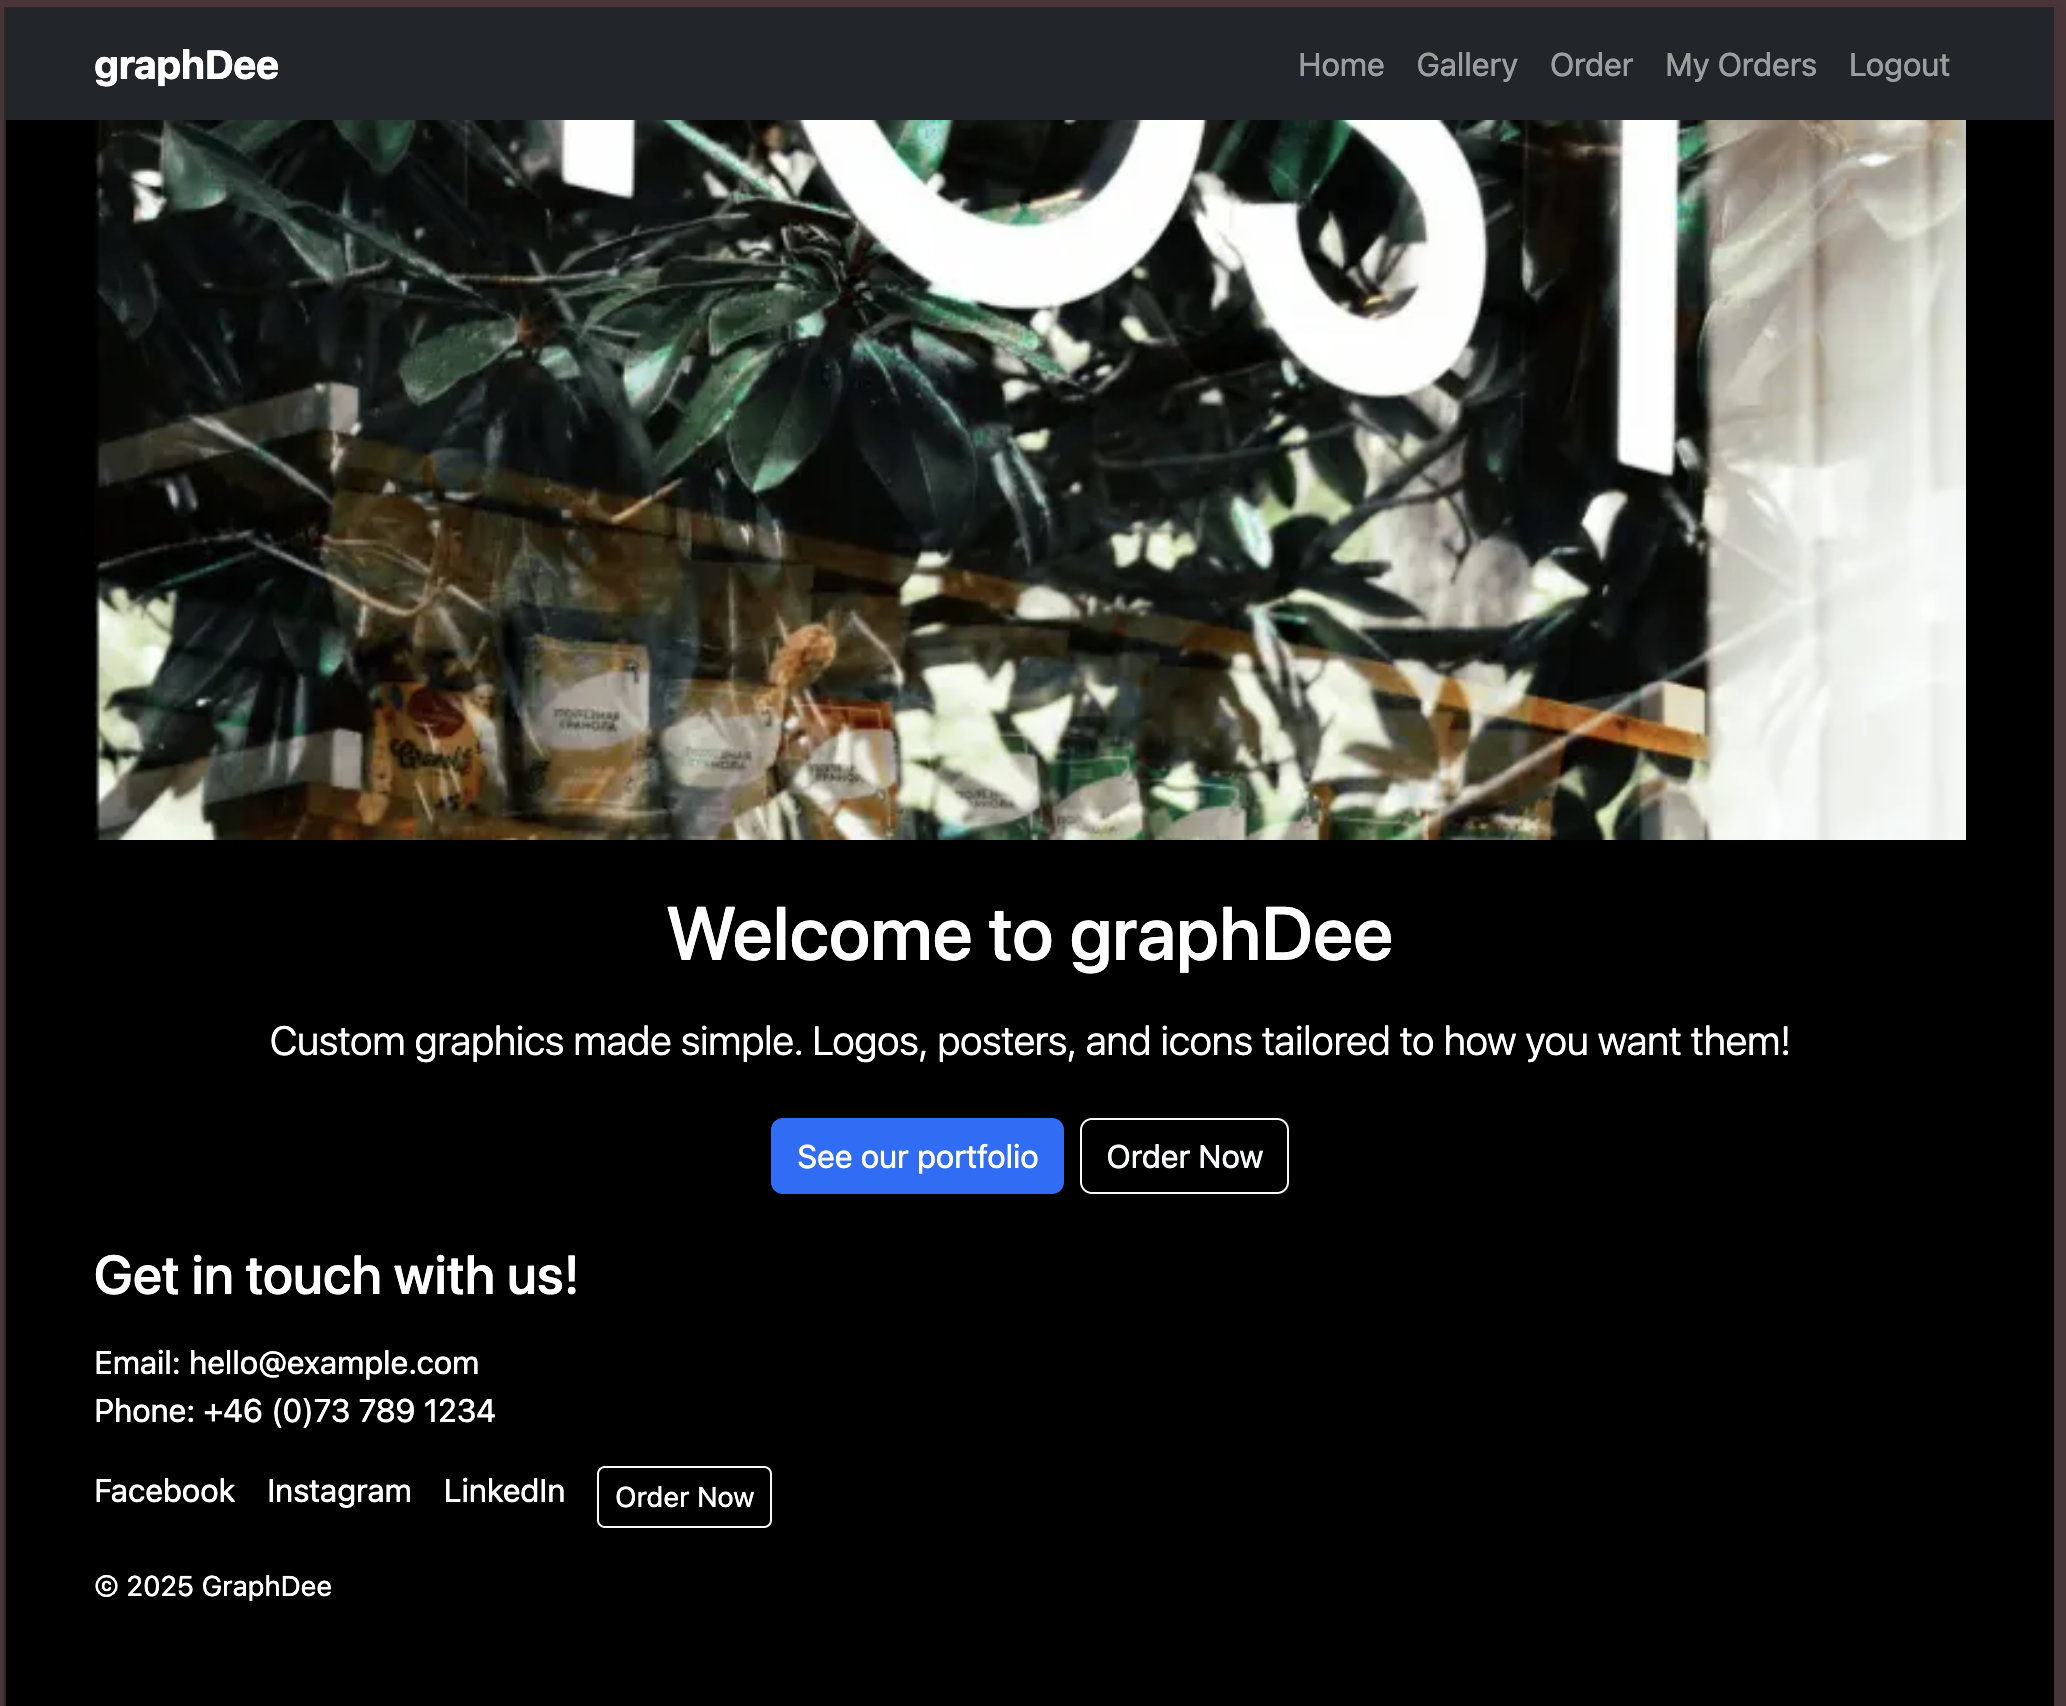 graphDee
Home Gallery Order My Orders Logout
Welcome to graphDee
Custom graphics made simple. Logos, posters, and icons tailored to how you want them!
See our portfolio Order Now
Get in touch with us!
Email: hello@example.com
Phone: +46 (0)73 789 1234
Facebook Instagram LinkedIn Order Now
© 2025 GraphDee